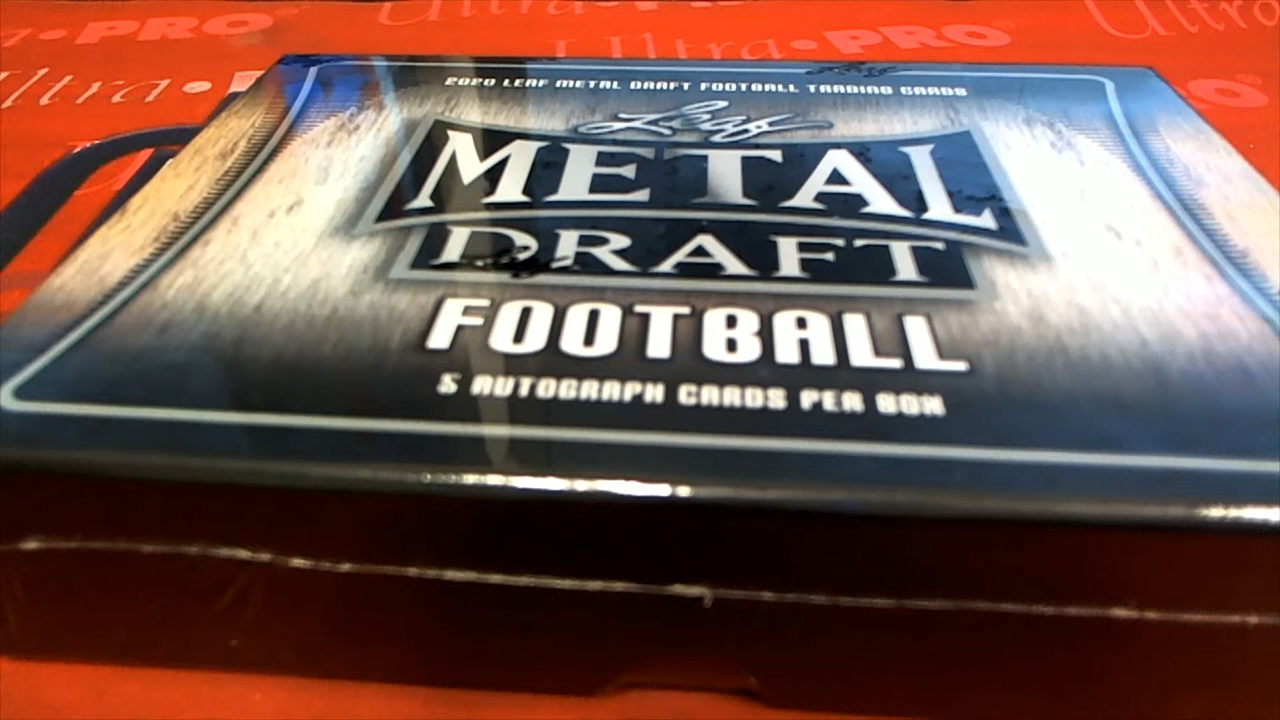 Ultra • PRO
Ultra • PRO
Ultra
2020 LEAF METAL DRAFT FOOTBALL TRADING CARDS
Leaf
METAL
DRAFT
FOOTBALL
5 AUTOGRAPH CARDS PER BOX